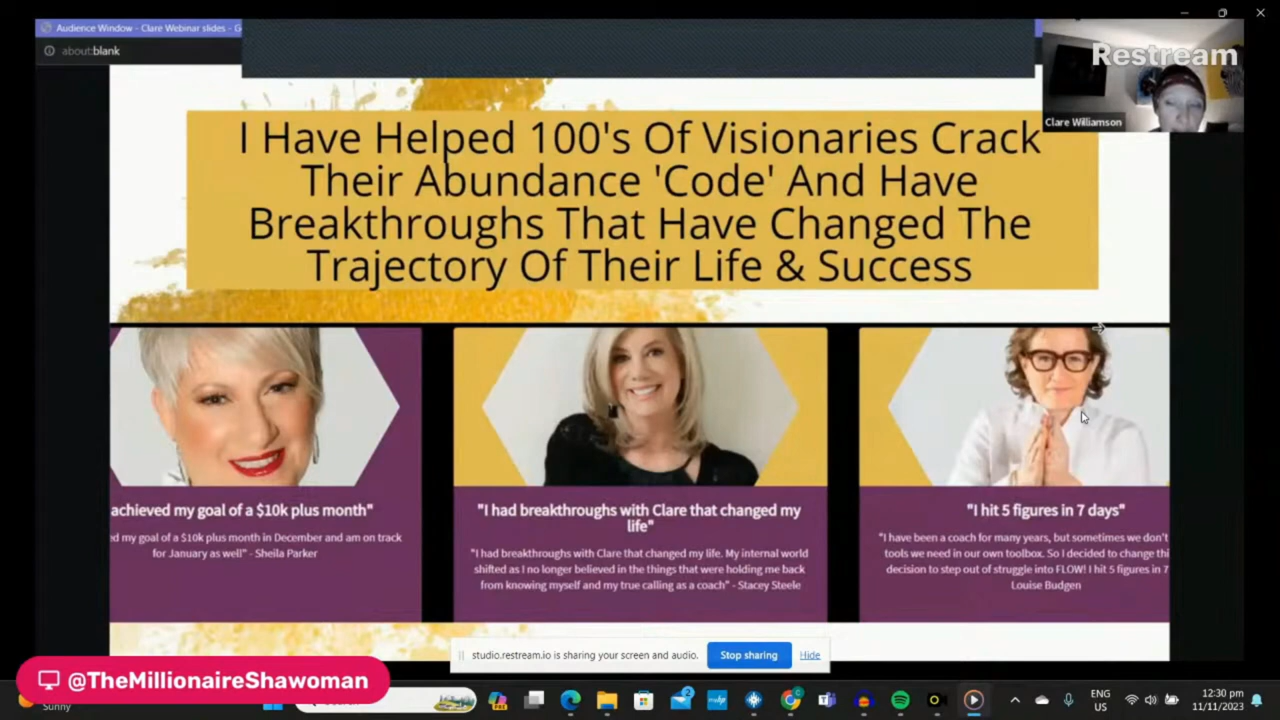 Audience Window - Clare Webinar slides - G
about:blank
Restream
Clare Williamson
I Have Helped 100's Of Visionaries Crack
Their Abundance 'Code' And Have
Breakthroughs That Have Changed The
Trajectory Of Their Life & Success
achieved my goal of a $10k plus month"
ed my goal of a $10k plus month in December and am on track
for January as well" - Sheila Parker
"I had breakthroughs with Clare that changed my
life"
"I had breakthroughs with Clare that changed my life. My internal world
shifted as I no longer believed in the things that were holding me back
from knowing myself and my true calling as a coach" - Stacey Steele
"I hit 5 figures in 7 days"
"I have been a coach for many years, but sometimes we don't
tools we need in our own toolbox. So I decided to change thi
decision to step out of struggle into FLOW! I hit 5 figures in 7
Louise Budgen
studio.restream.io is sharing your screen and audio.
Stop sharing
Hide
@TheMillionaireShawoman
Sunny
2
ENG
US
12:30 pm
11/11/2023